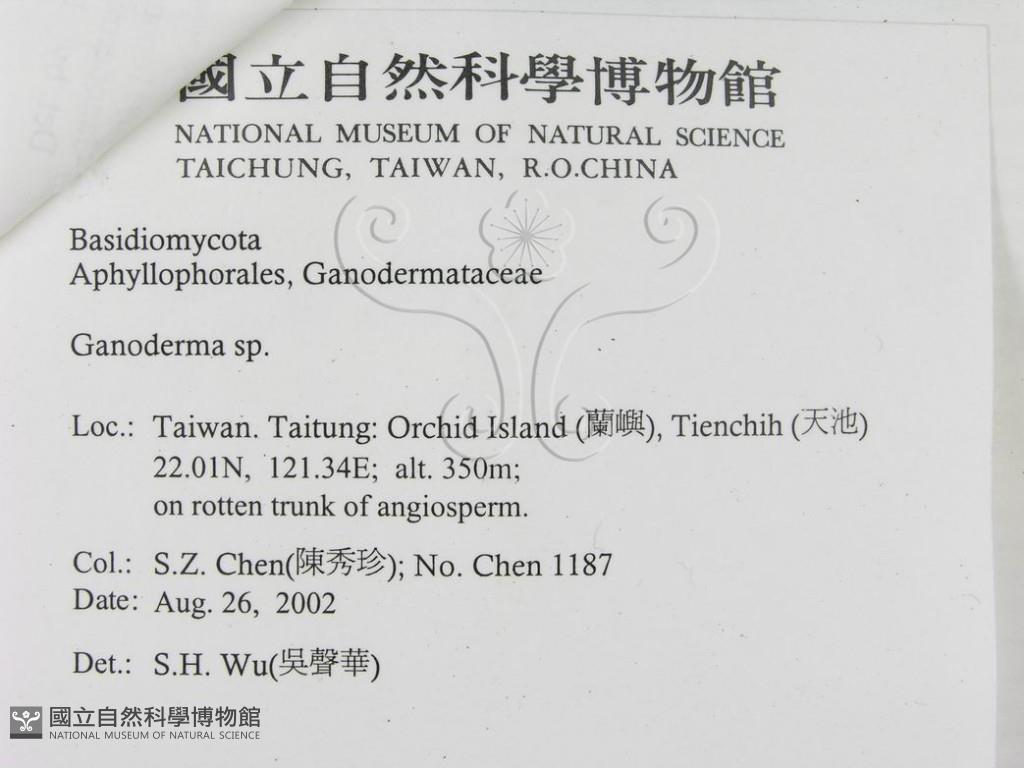 國立自然科學博物館
NATIONAL MUSEUM OF NATURAL SCIENCE
TAICHUNG, TAIWAN, R.O.CHINA
Basidiomycota
Aphyllophorales, Ganodermataceae
Ganoderma sp.
Loc.: Taiwan. Taitung: Orchid Island (蘭嶼), Tienchih (天池)
22.01N, 121.34E; alt. 350m;
on rotten trunk of angiosperm.
Col.: S.Z. Chen(陳秀珍); No. Chen 1187
Date: Aug. 26, 2002
Det.: S.H. Wu(吳聲華)
國立自然科學博物館
NATIONAL MUSEUM OF NATURAL SCIENCE